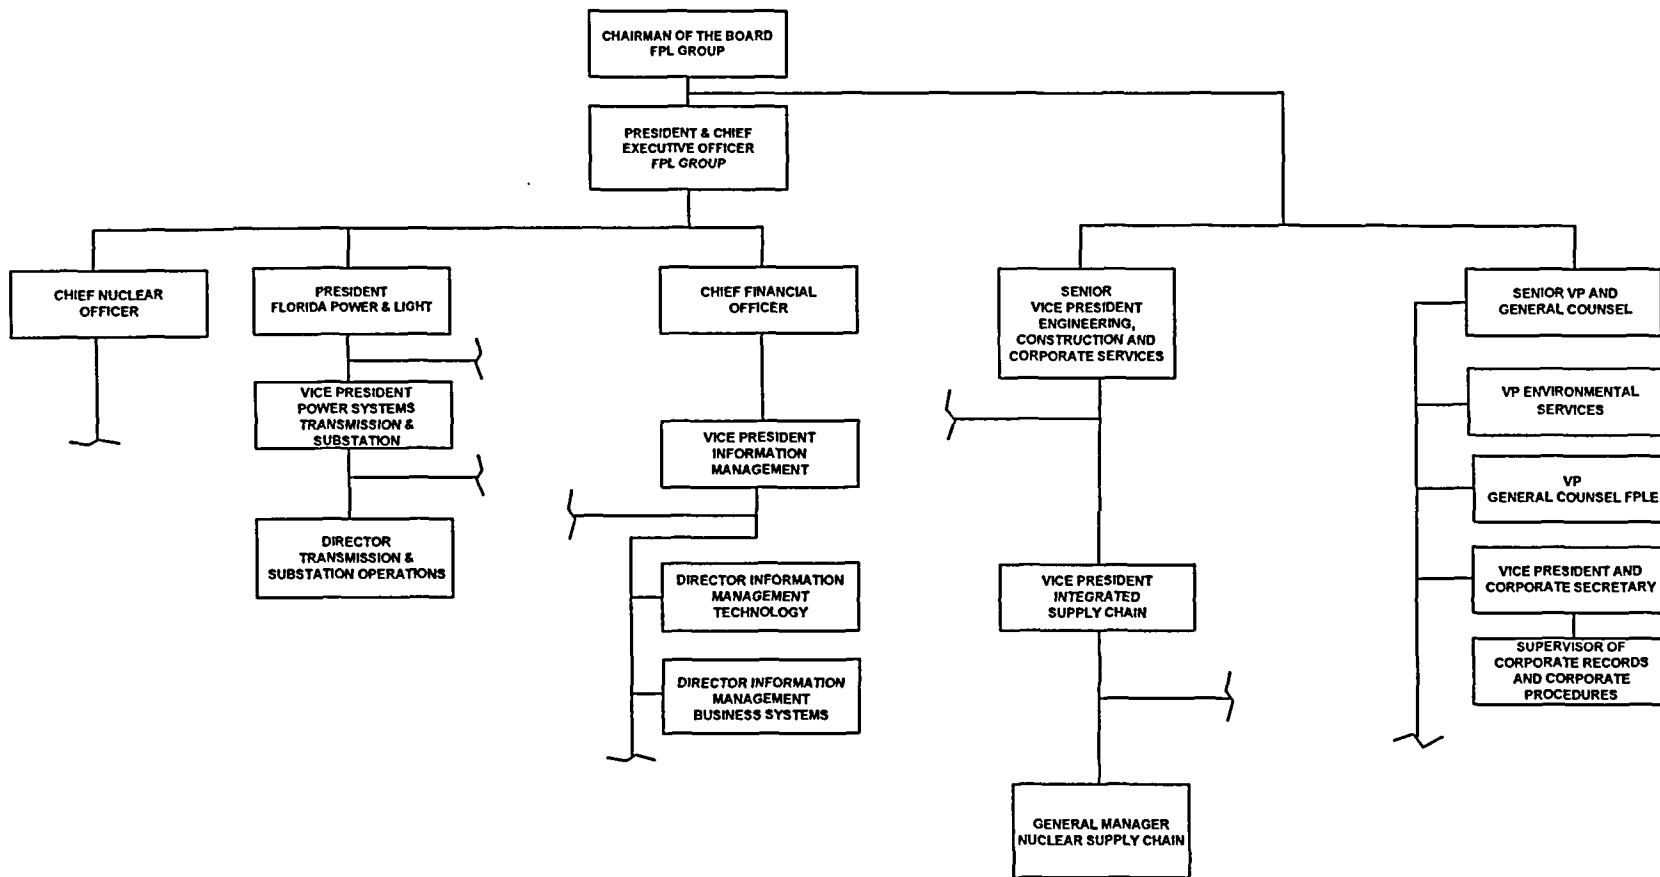 CHAIRMAN OF THE BOARD
FPL GROUP
PRESIDENT & CHIEF
EXECUTIVE OFFICER
FPL GROUP
CHIEF NUCLEAR
OFFICER
PRESIDENT
FLORIDA POWER & LIGHT
CHIEF FINANCIAL
OFFICER
SENIOR
VICE PRESIDENT
ENGINEERING,
CONSTRUCTION AND
CORPORATE SERVICES
SENIOR VP AND
GENERAL COUNSEL
VICE PRESIDENT
POWER SYSTEMS
TRANSMISSION &
SUBSTATION
VP ENVIRONMENTAL
SERVICES
VICE PRESIDENT
INFORMATION
MANAGEMENT
VP
GENERAL COUNSEL FPLE
DIRECTOR
TRANSMISSION &
SUBSTATION OPERATIONS
DIRECTOR INFORMATION
MANAGEMENT
TECHNOLOGY
VICE PRESIDENT
INTEGRATED
SUPPLY CHAIN
VICE PRESIDENT AND
CORPORATE SECRETARY
SUPERVISOR OF
CORPORATE RECORDS
AND CORPORATE
PROCEDURES
DIRECTOR INFORMATION
MANAGEMENT
BUSINESS SYSTEMS
GENERAL MANAGER
NUCLEAR SUPPLY CHAIN